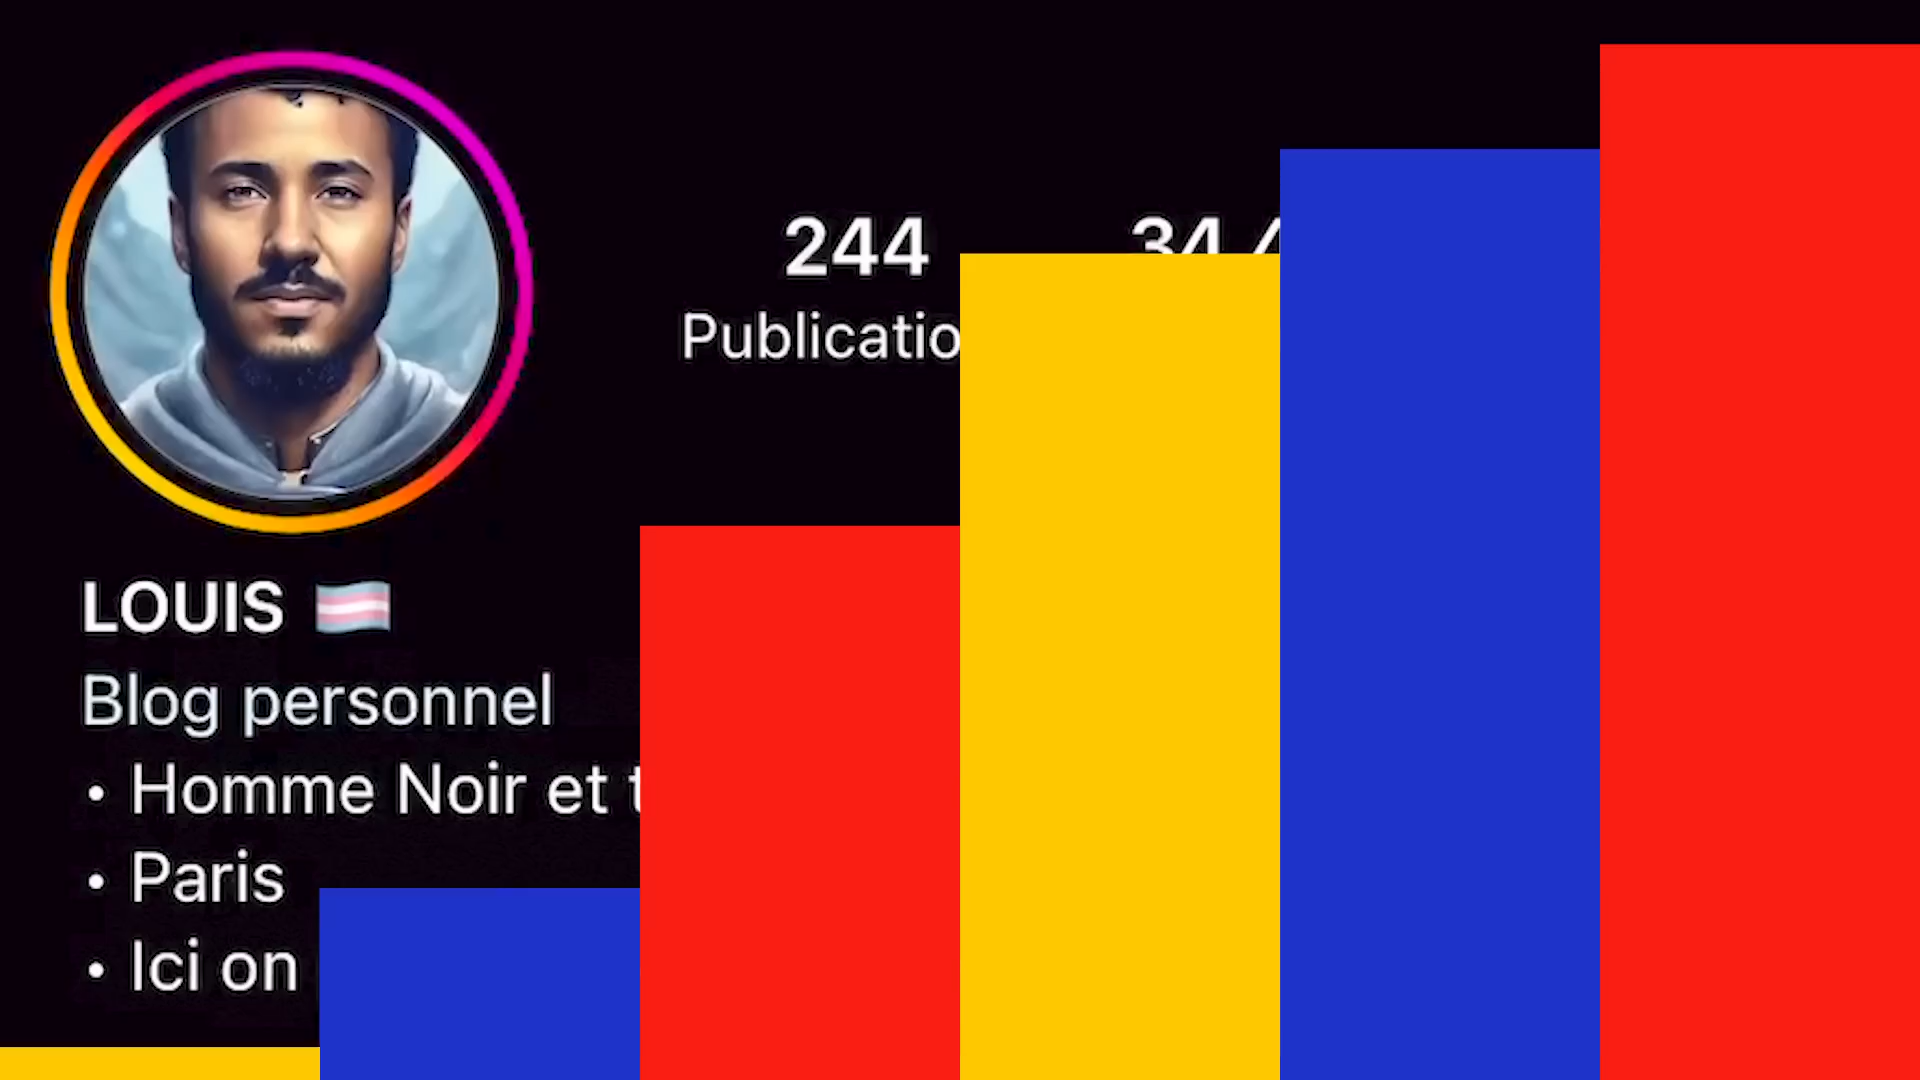 244
Publicatio
LOUIS
Blog personnel
• Homme Noir et
• Paris
• Ici on